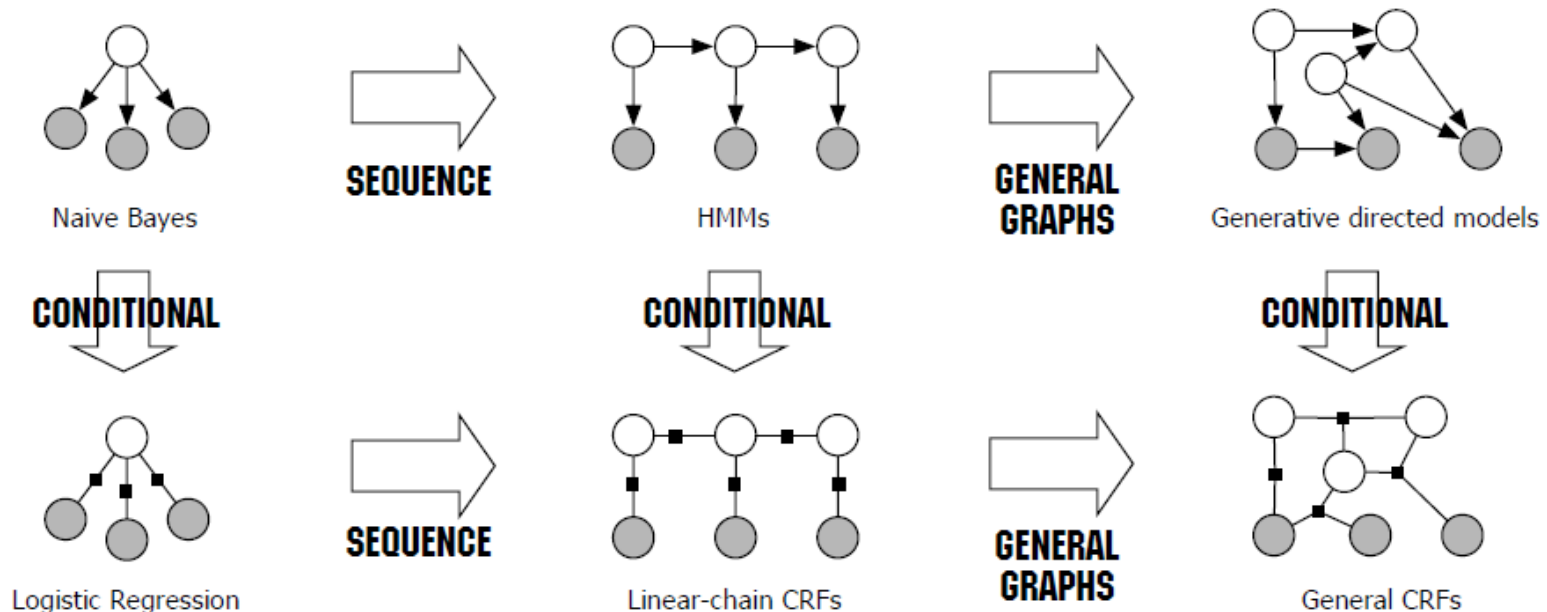 SEQUENCE
GENERAL
GRAPHS
Naive Bayes
HMMs
Generative directed models
CONDITIONAL
CONDITIONAL
CONDITIONAL
SEQUENCE
GENERAL
GRAPHS
Logistic Regression
Linear-chain CRFs
General CRFs